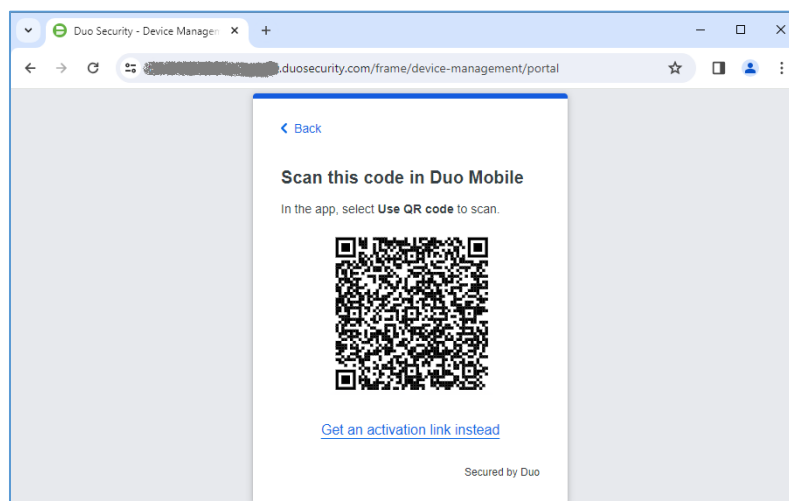 Duo Security - Device Managem
.duosecurity.com/frame/device-management/portal
Back
Scan this code in Duo Mobile
In the app, select Use QR code to scan.
Get an activation link instead
Secured by Duo